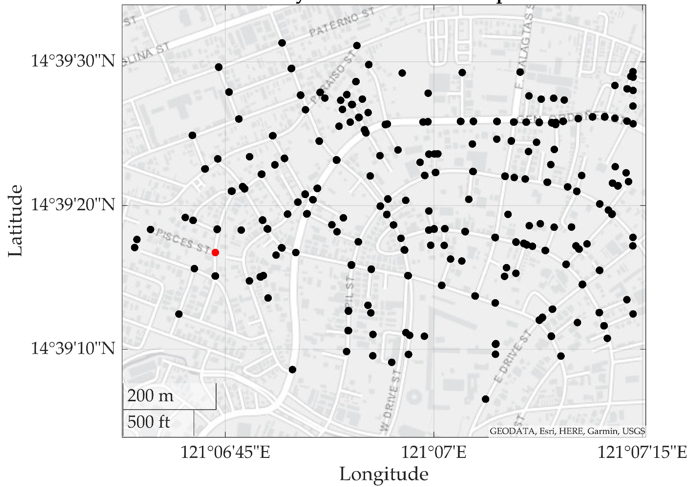 PATERNO ST
14°39'30"N
PARAISO ST
14°39'20"N
Latitude
PISCES ST
14°39'10"N
E DRIVE ST
W DRIVE ST
200 m
500 ft
GEODATA, Esri, HERE, Garmin, USGS
121°06'45"E 121°07'E 121°07'15"E
Longitude